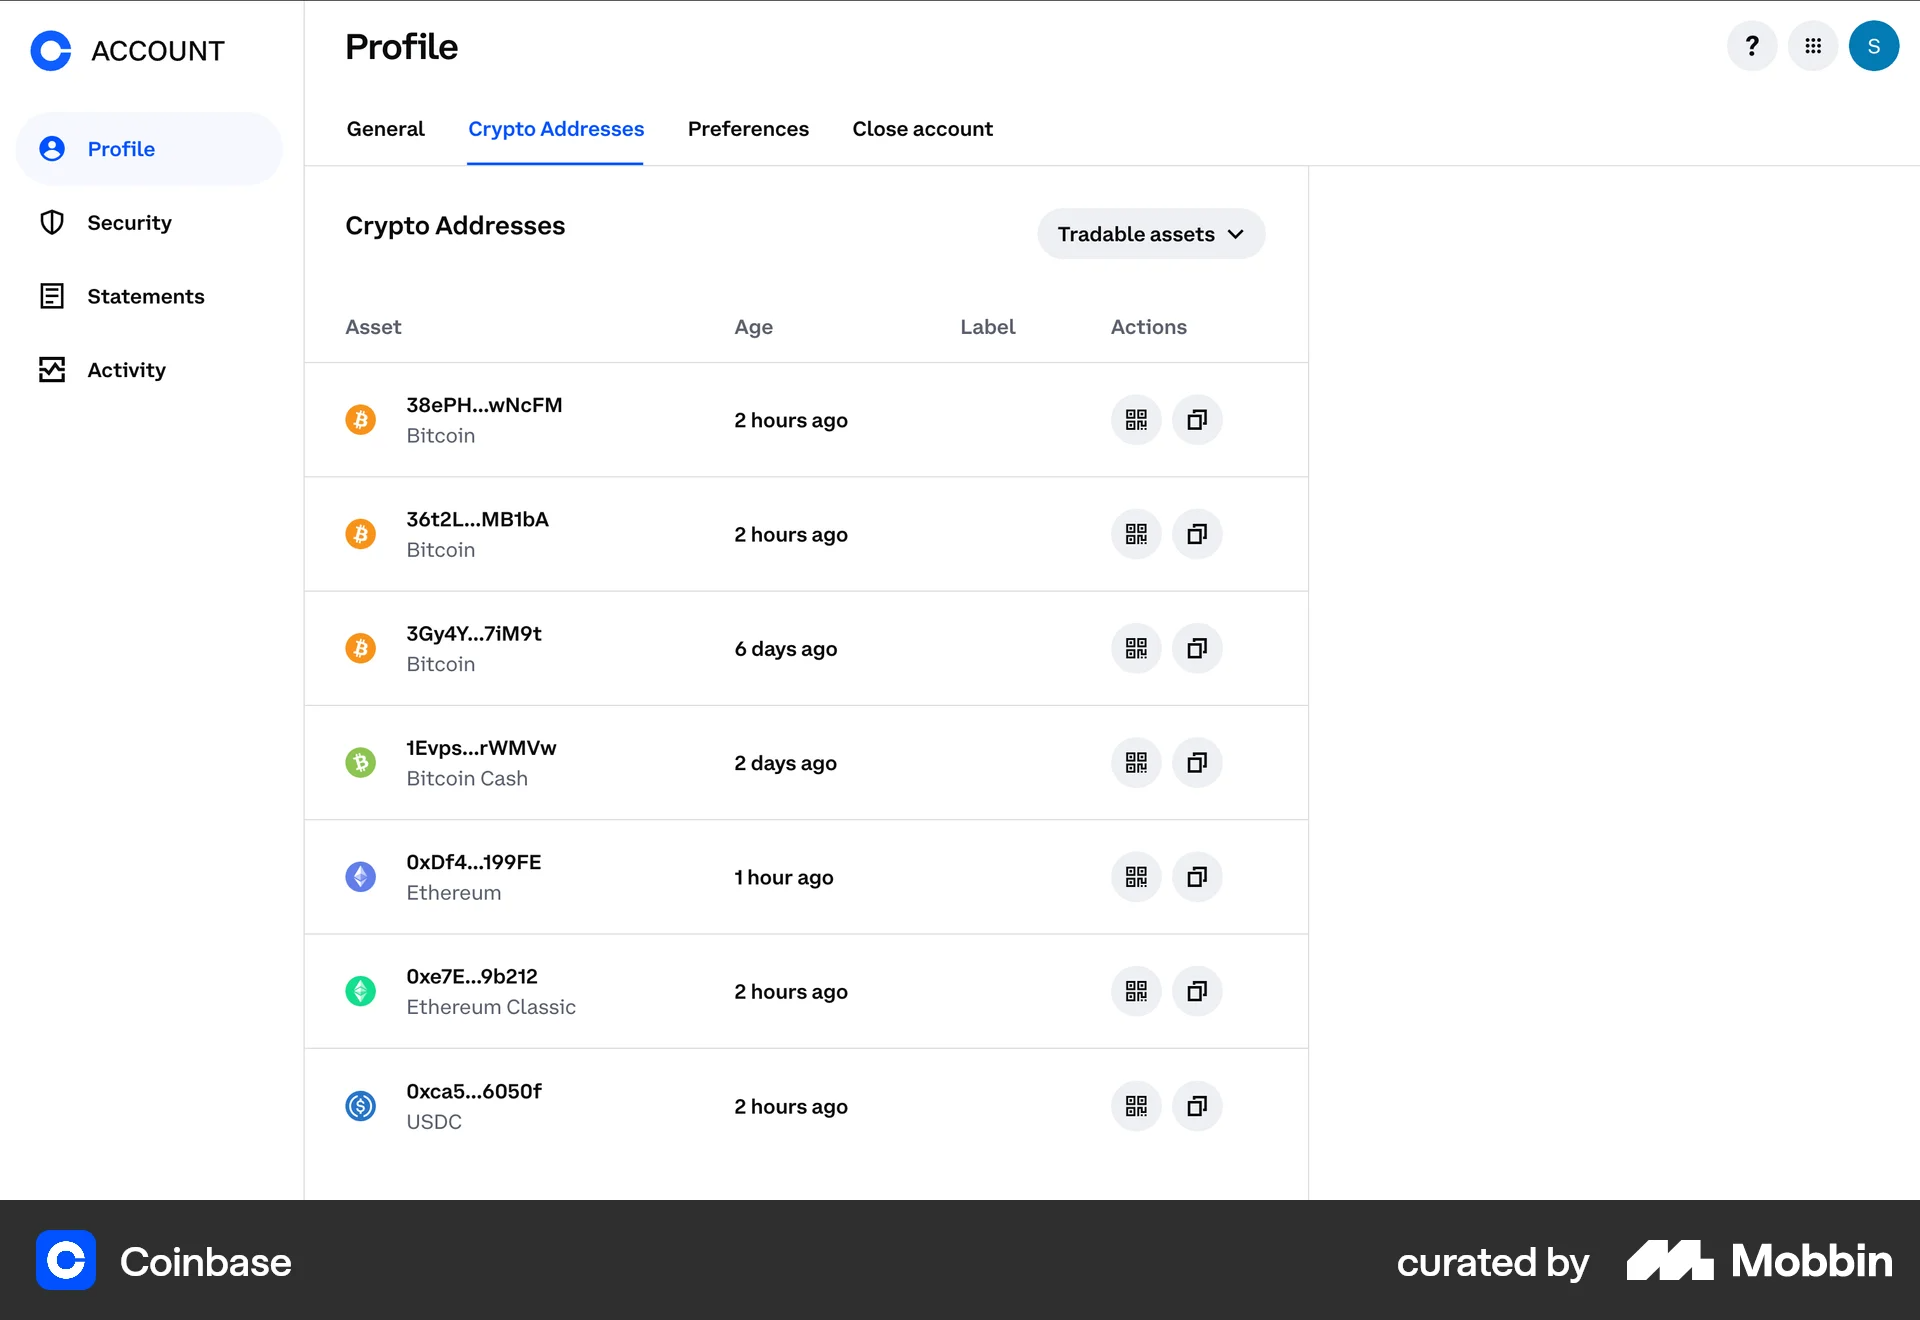 ACCOUNT
Profile
?
S
Profile
Security
Statements
Activity
General
Crypto Addresses
Preferences
Close account
Crypto Addresses
Tradable assets
Asset
Age
Label
Actions
38ePH...wNcFM
Bitcoin
2 hours ago
36t2L...MB1bA
Bitcoin
2 hours ago
3Gy4Y...7iM9t
Bitcoin
6 days ago
1Evps...rWMVw
Bitcoin Cash
2 days ago
0xDf4...199FE
Ethereum
1 hour ago
0xe7E...9b212
Ethereum Classic
2 hours ago
0xca5...6050f
USDC
2 hours ago
Coinbase
curated by
Mobbin